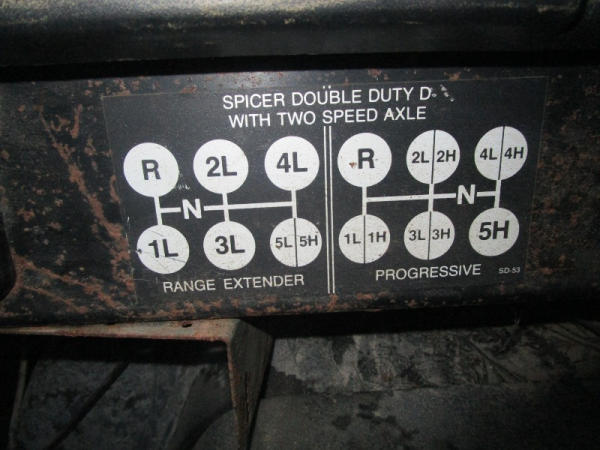 SPICER DOUBLE DUTY
WITH TWO SPEED AXLE
R 2L 4L
N
1L 3L 5L 5H
RANGE EXTENDER
R 2L 2H 4L 4H
N
1L 1H 3L 3H 5H
PROGRESSIVE
SD-53